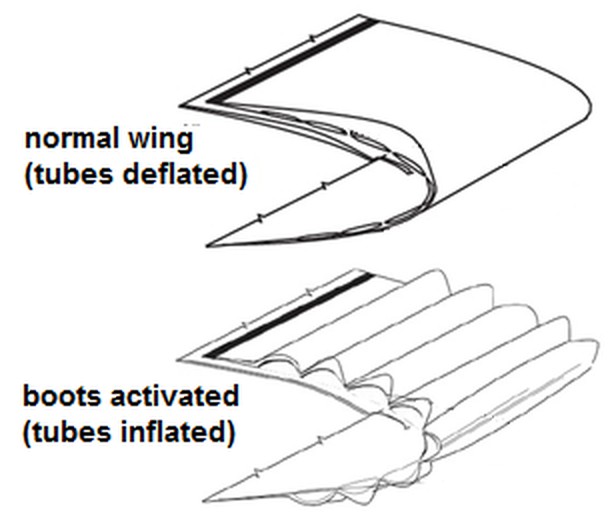 normal wing
(tubes deflated)
boots activated
(tubes inflated)